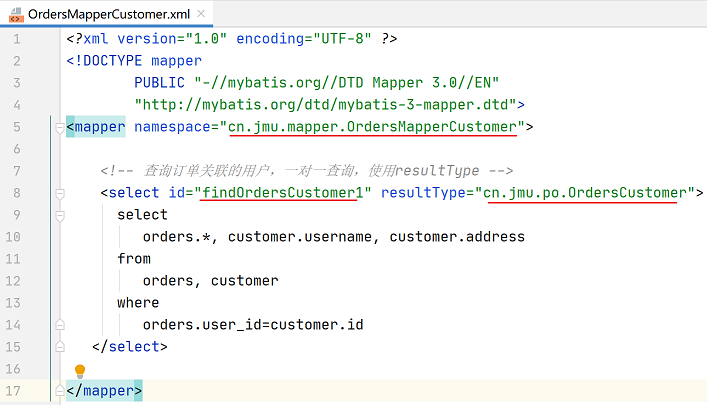 OrdersMapperCustomer.xml
1 <?xml version="1.0" encoding="UTF-8" ?>
2 <!DOCTYPE mapper
3 PUBLIC "-//mybatis.org//DTD Mapper 3.0//EN"
4 "http://mybatis.org/dtd/mybatis-3-mapper.dtd">
5 <mapper namespace="cn.jmu.mapper.OrdersMapperCustomer">
6
7 <!-- 查询订单关联的用户，一对一查询，使用resultType -->
8 <select id="findOrdersCustomer1" resultType="cn.jmu.po.OrdersCustomer">
9 select
10 orders.*, customer.username, customer.address
11 from
12 orders, customer
13 where
14 orders.user_id=customer.id
15 </select>
16
17 </mapper>